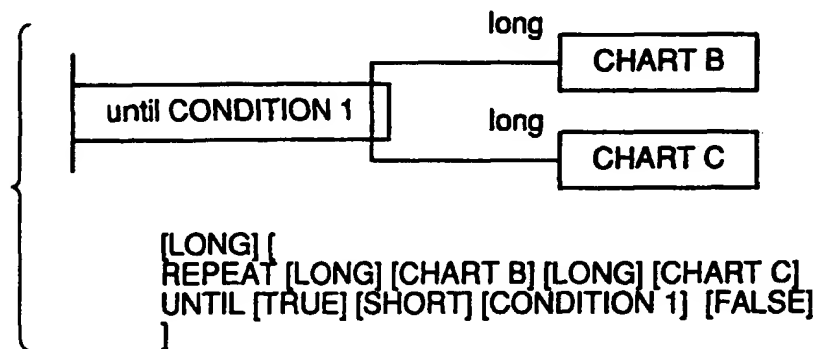 long
CHART B
until CONDITION 1
long
CHART C
[LONG] [
REPEAT [LONG] [CHART B] [LONG] [CHART C]
UNTIL [TRUE] [SHORT] [CONDITION 1] [FALSE]
]